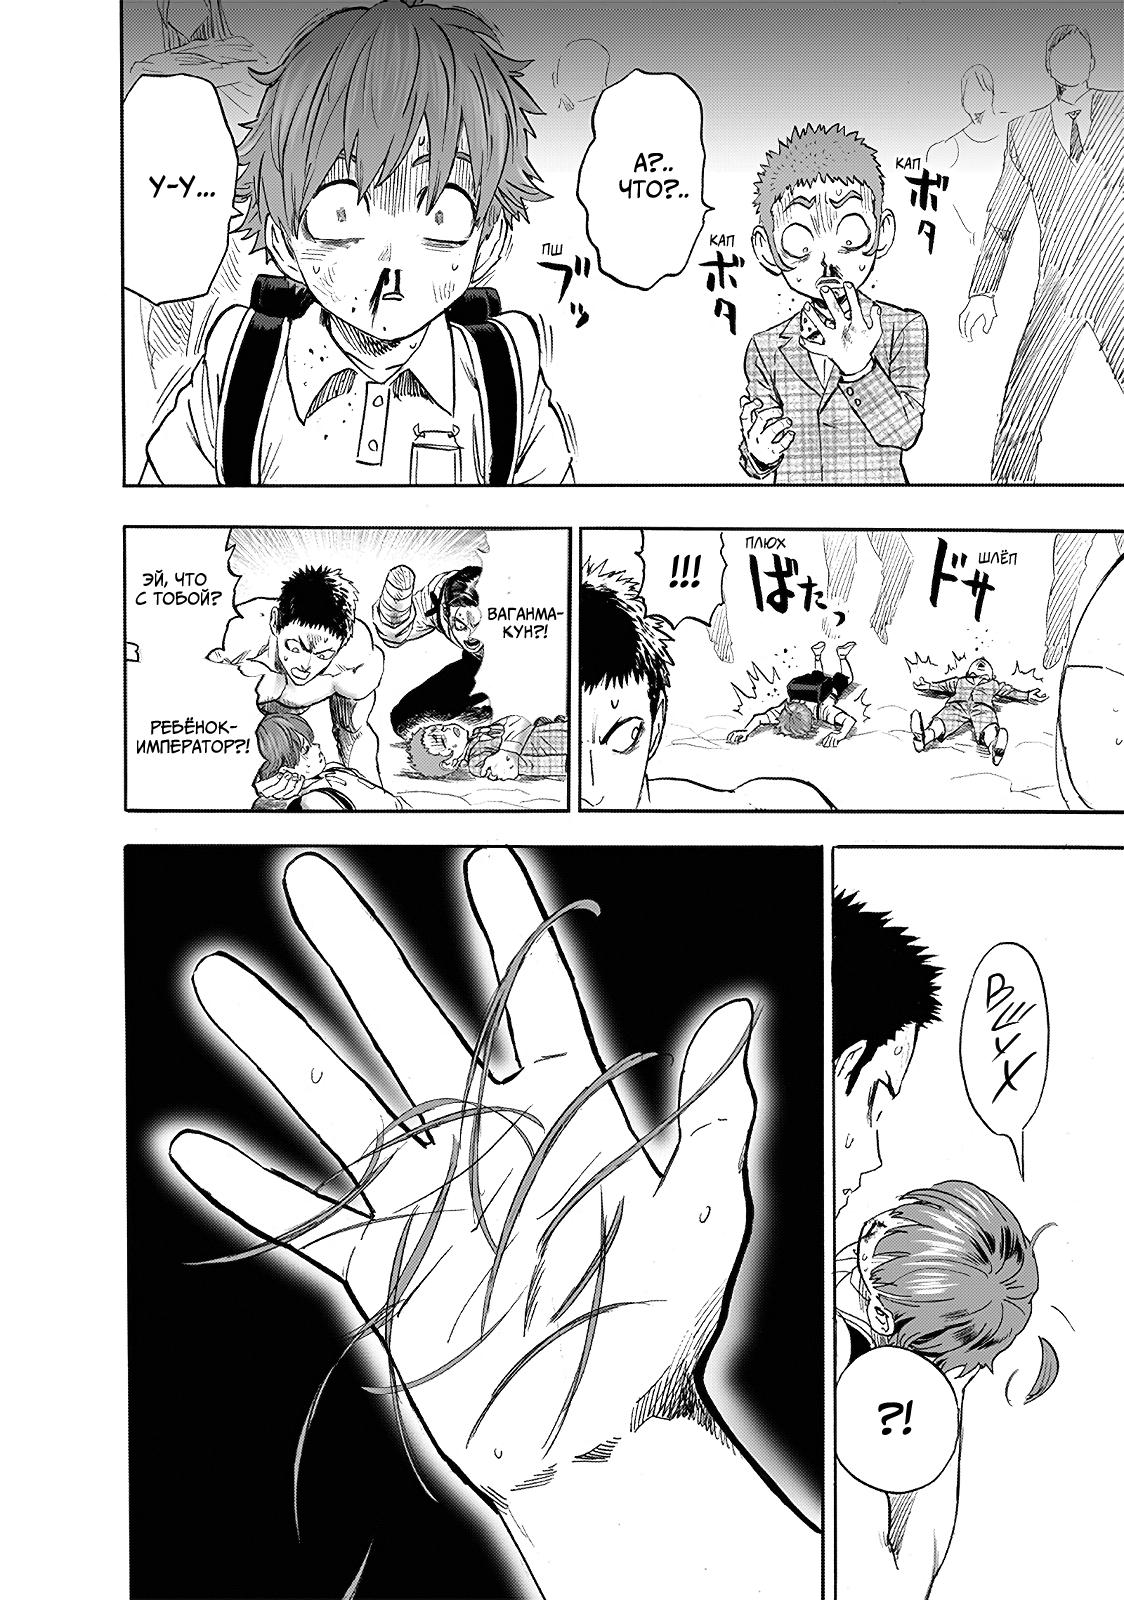 КАП
ボタ
А?..
ЧТО?..
КАП
ボタ
ПШ
ブッ
У-У...
ШЛЁП
ドサ
ПЛЮХ
ばたっ
!!!
ВАГАНМА-
КУН?!
ЭЙ, ЧТО
С ТОБОЙ?
РЕБЁНОК-
ИМПЕРАТОР?!
?!